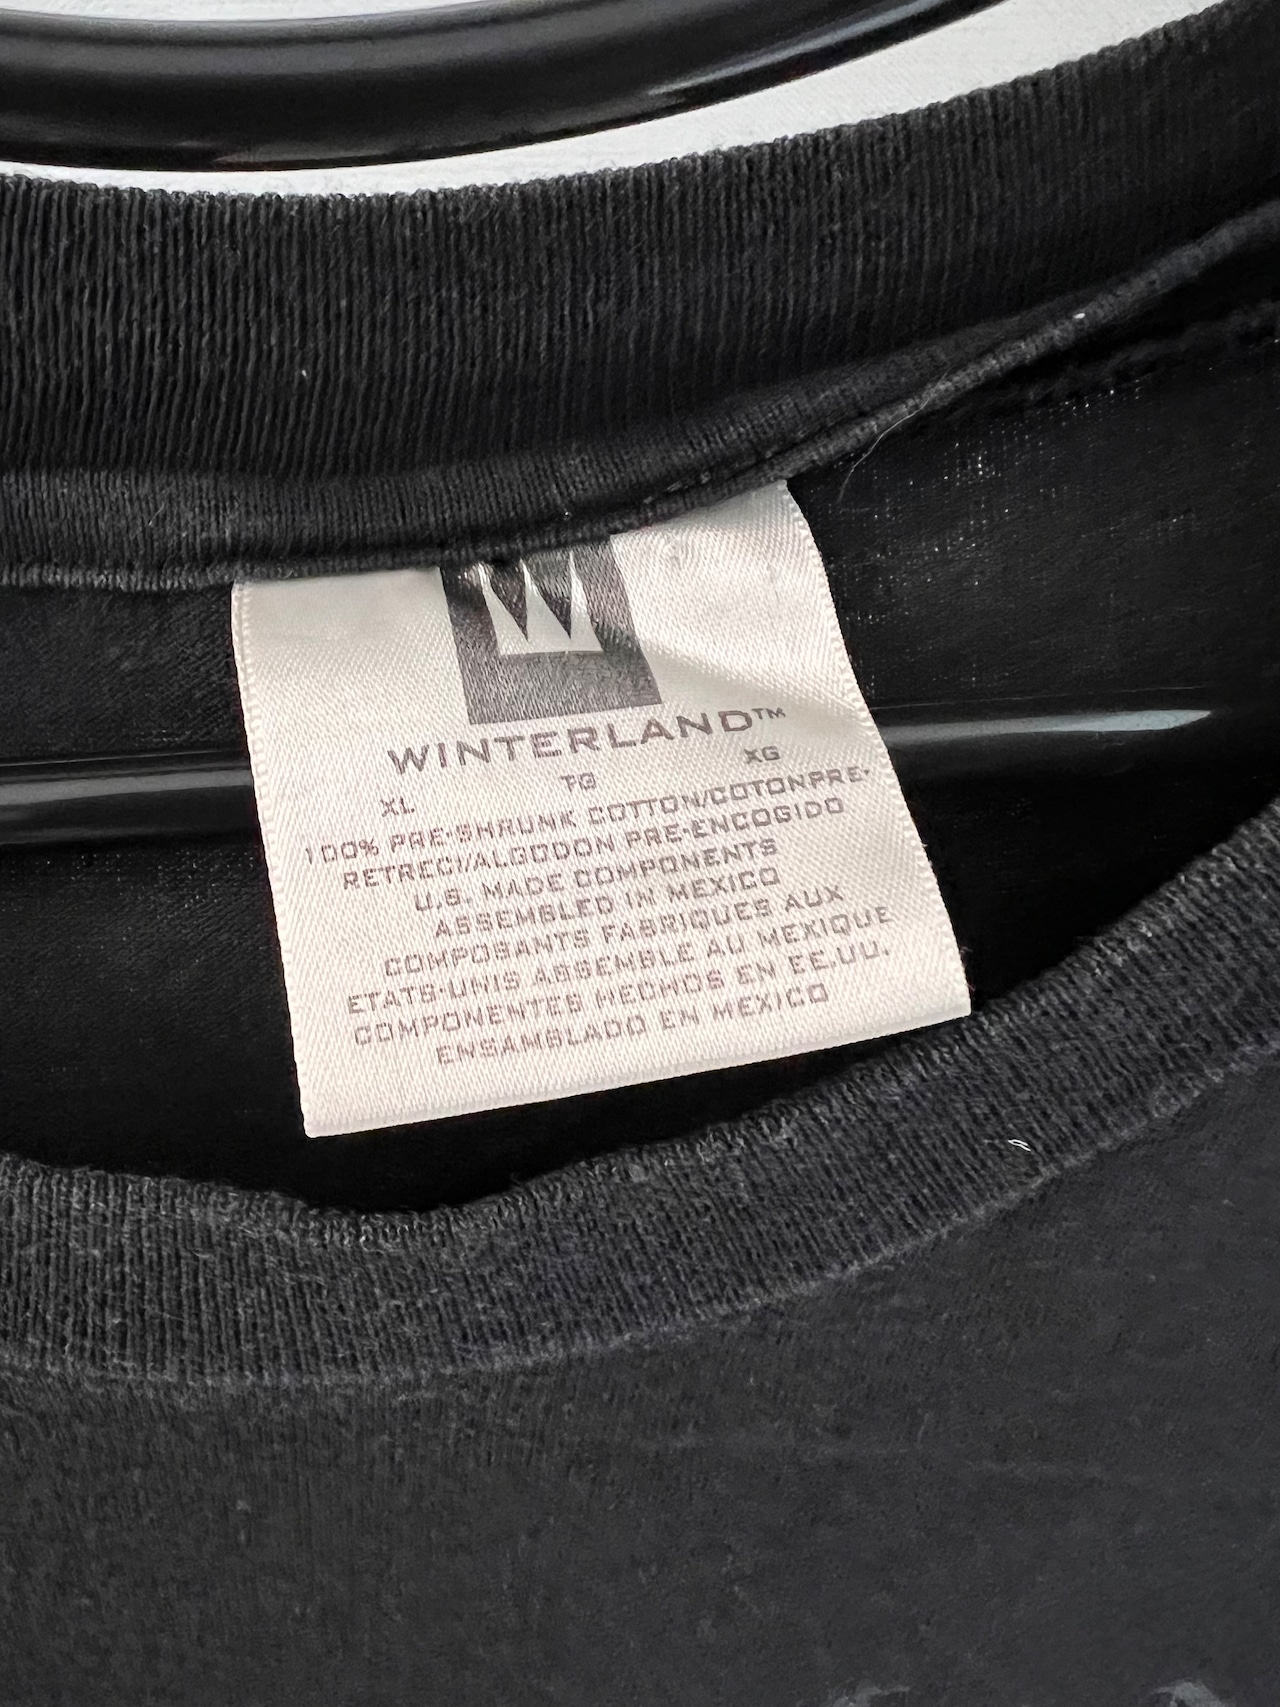 W
WINTERLAND™
XL TG XG
100% PRE-SHRUNK COTTON/COTONPRE-
RETRECI/ALGODON PRE-ENCOGIDO
U.S. MADE COMPONENTS
ASSEMBLED IN MEXICO
COMPOSANTS FABRIQUES AUX
ETATS-UNIS ASSEMBLE AU MEXIQUE
COMPONENTES HECHOS EN EE.UU.
ENSAMBLADO EN MEXICO